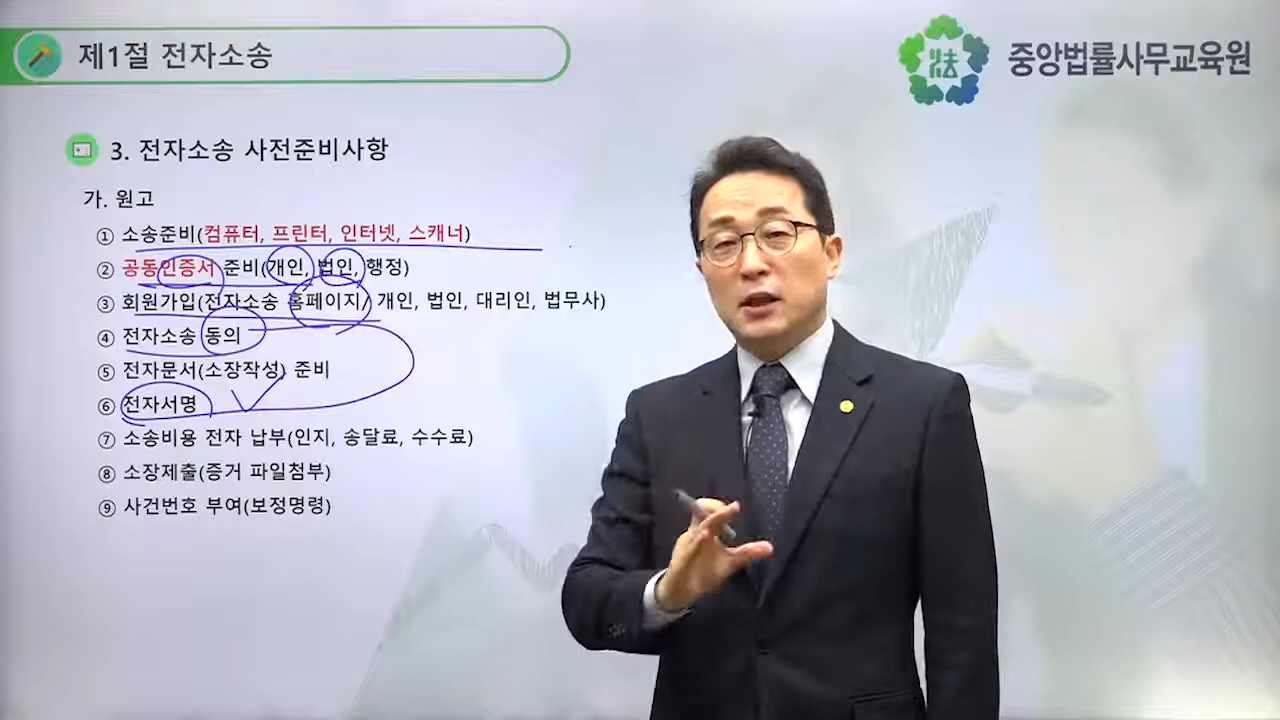 제1절 전자소송
法
중앙법률사무교육원
3. 전자소송 사전준비사항
가. 원고
① 소송준비(컴퓨터, 프린터, 인터넷, 스캐너)
② 공동인증서 준비(개인, 법인, 행정)
③ 회원가입(전자소송 홈페이지/ 개인, 법인, 대리인, 법무사)
④ 전자소송 동의
⑤ 전자문서(소장작성) 준비
⑥ 전자서명
⑦ 소송비용 전자 납부(인지, 송달료, 수수료)
⑧ 소장제출(증거 파일첨부)
⑨ 사건번호 부여(보정명령)